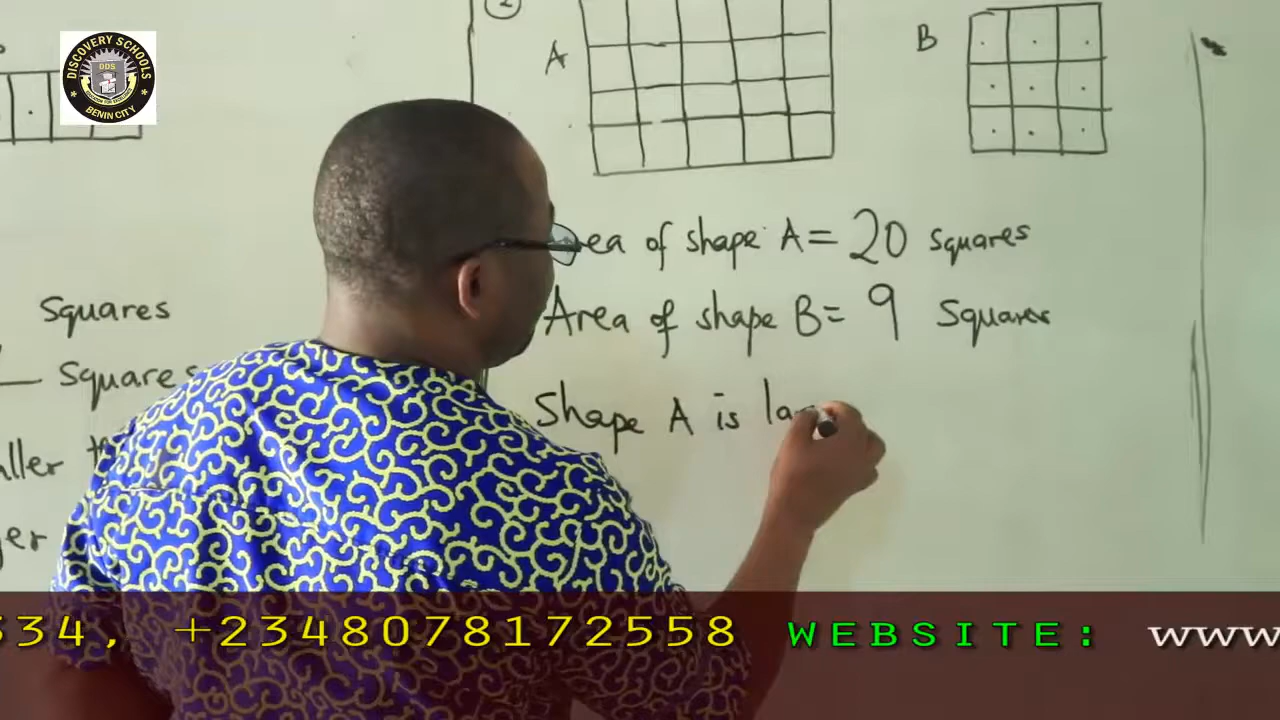 DISCOVERY SCHOOLS
DDS
BENIN CITY
2
A
B
ea of shape A = 20 squares
Area of shape B = 9 Squares
Shape A is la
Squares
Squares
ller
ger
334, +2348078172558 WEBSITE: www